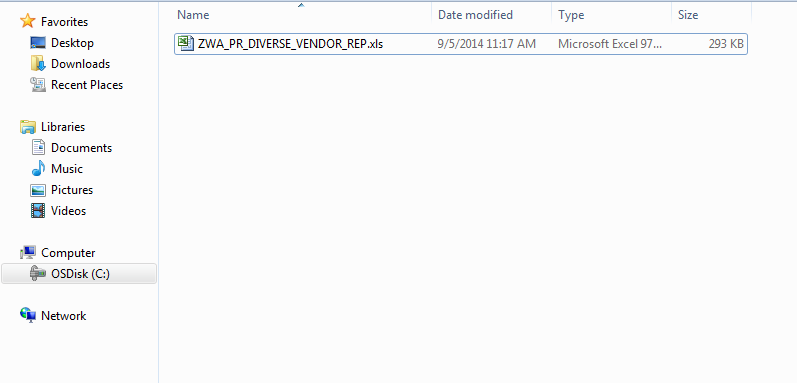 Name Date modified Type Size
ZWA_PR_DIVERSE_VENDOR_REP.xls 9/5/2014 11:17 AM Microsoft Excel 97... 293 KB
Favorites
Desktop
Downloads
Recent Places
Libraries
Documents
Music
Pictures
Videos
Computer
OSDisk (C:)
Network